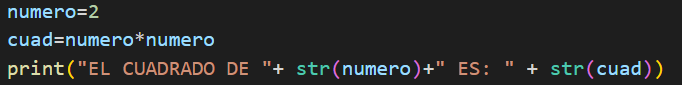 numero=2
cuad=numero*numero
print("EL CUADRADO DE "+ str(numero)+" ES: " + str(cuad))